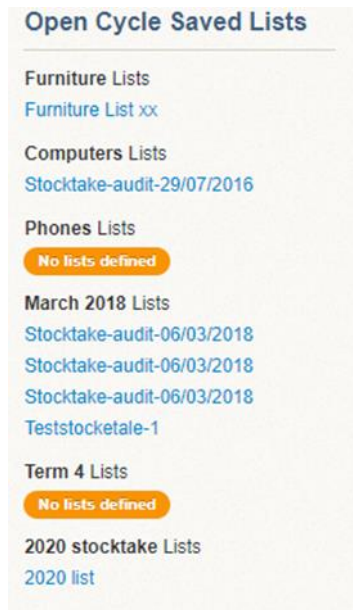 Open Cycle Saved Lists
Furniture Lists
Furniture List xx
Computers Lists
Stocktake-audit-29/07/2016
Phones Lists
No lists defined
March 2018 Lists
Stocktake-audit-06/03/2018
Stocktake-audit-06/03/2018
Stocktake-audit-06/03/2018
Teststocketale-1
Term 4 Lists
No lists defined
2020 stocktake Lists
2020 list